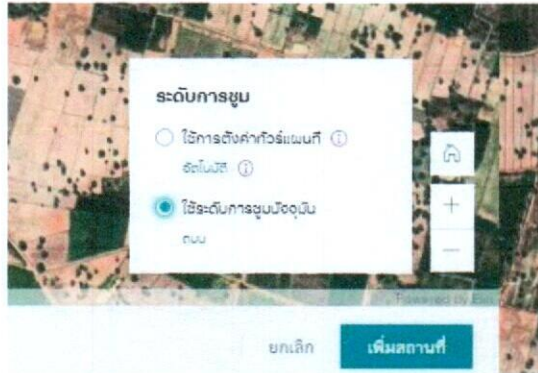 ระดับการซูม
ใช้การตั้งค่าทัวร์แผนที่
อัตโนมัติ
ใช้ระดับการซูมปัจจุบัน
ถนน
Powered by Esri
ยกเลิก
เพิ่มสถานที่